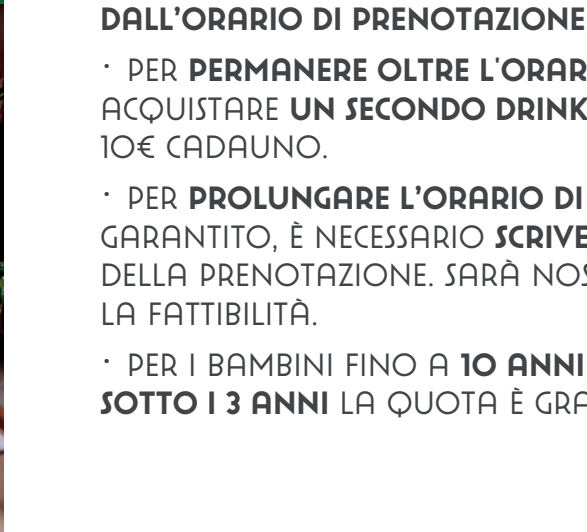 DALL'ORARIO DI PRENOTAZIONE
· PER PERMANERE OLTRE L'ORAR
ACQUISTARE UN SECONDO DRINK
10€ CADAUNO.
· PER PROLUNGARE L'ORARIO DI
GARANTITO, È NECESSARIO SCRIVE
DELLA PRENOTAZIONE. SARÀ NOS
LA FATTIBILITÀ.
· PER I BAMBINI FINO A 10 ANNI
SOTTO I 3 ANNI LA QUOTA È GRA